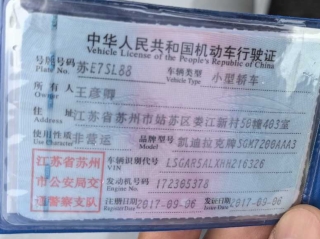 中华人民共和国机动车行驶证
Vehicle License of the People's Republic of China
号牌号码 苏E7SL88 车辆类型 小型轿车
Plate No. Vehicle Type
所有人 王彦卿
Owner
住址 江苏省苏州市姑苏区娄江新村50幢403室
Address
使用性质 非营运 品牌型号 凯迪拉克牌SGM7200AAA3
Use Character Model
江苏省苏州 车辆识别代号 LSGAR5ALXHH216326
VIN
市公安局交 发动机号码 172305378
Engine No.
通警察支队 注册日期 2017-09-06 发证日期 2017-09-06
Register Date Issue Date